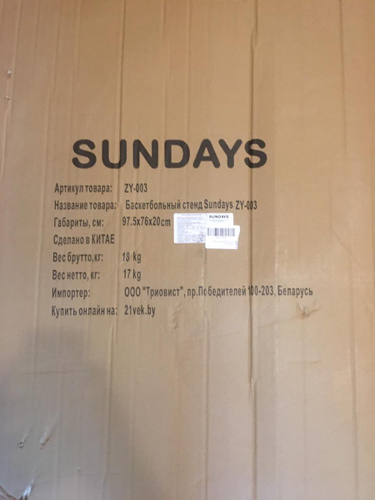 SUNDAYS
Артикул товара: ZY-003
Название товара: Баскетбольный стенд Sundays ZY-003
Габариты, см: 97.5x76x20cm
Сделано в КИТАЕ
Вес брутто,кг: 18 kg
Вес нетто, кг: 17 kg
Импортер: ООО "Триовист", пр.Победителей 100-203, Беларусь
Купить онлайн на: 21vek.by
SUNDAYS